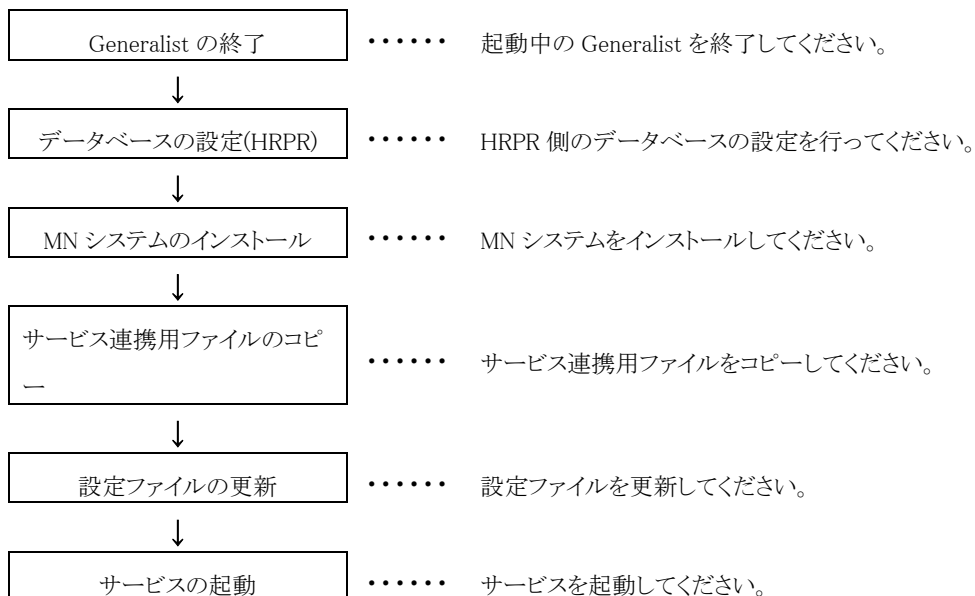 Generalist の終了 ・・・・・・ 起動中の Generalist を終了してください。
↓
データベースの設定(HRPR) ・・・・・・ HRPR 側のデータベースの設定を行ってください。
↓
MN システムのインストール ・・・・・・ MN システムをインストールしてください。
↓
サービス連携用ファイルのコピ
ー
・・・・・・ サービス連携用ファイルをコピーしてください。
↓
設定ファイルの更新 ・・・・・・ 設定ファイルを更新してください。
↓
サービスの起動 ・・・・・・ サービスを起動してください。